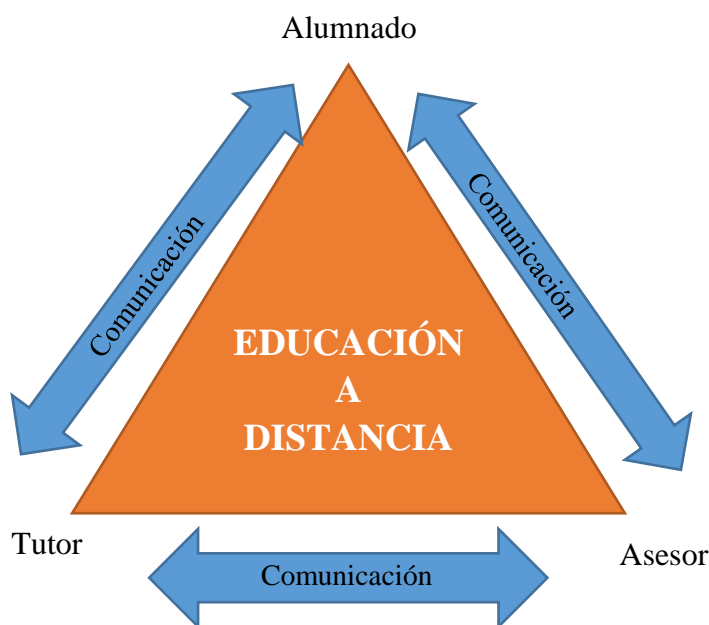 Alumnado
Comunicación
Comunicación
EDUCACIÓN
A
DISTANCIA
Tutor
Asesor
Comunicación